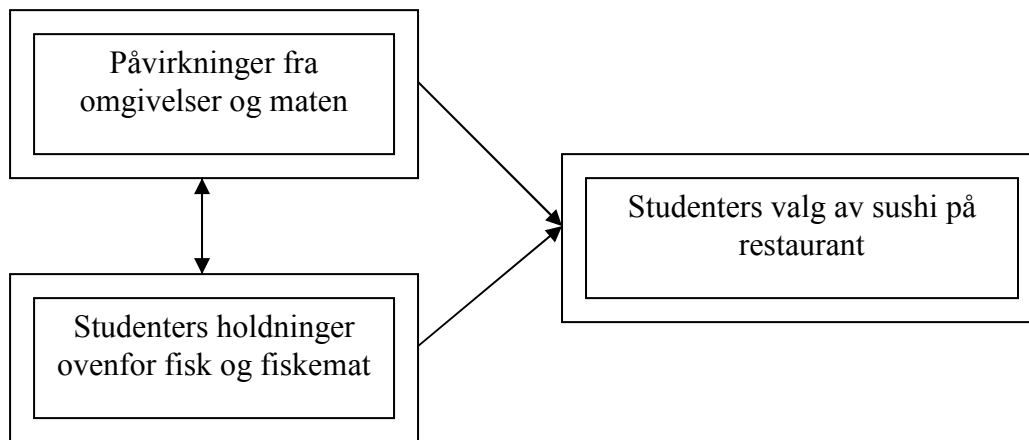 Påvirkninger fra
omgivelser og maten
Studenters valg av sushi på
restaurant
Studenters holdninger
ovenfor fisk og fiskemat